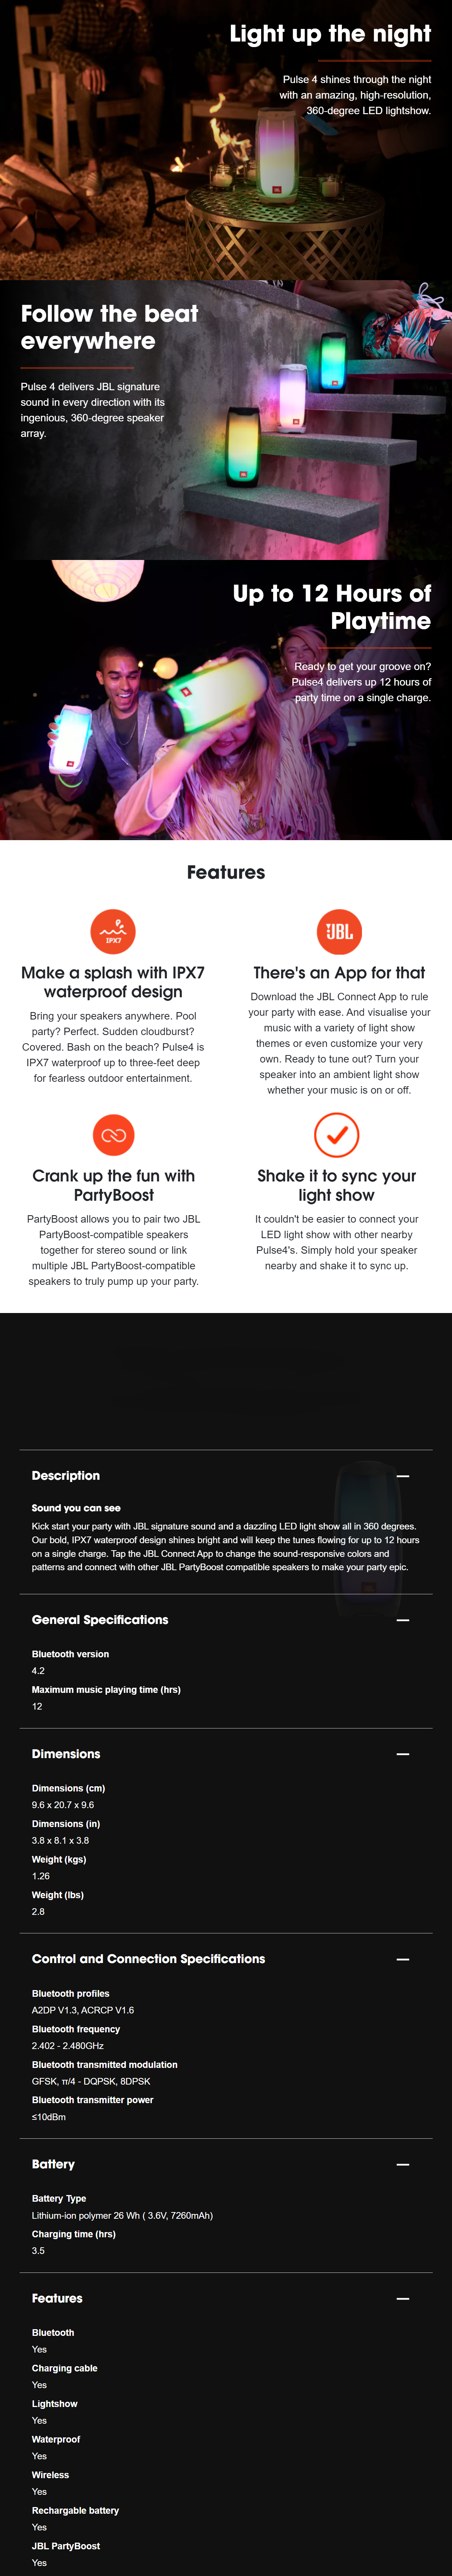 Light up the night
Pulse 4 shines through the night
with an amazing, high-resolution,
360-degree LED lightshow.
JBL
Follow the beat
everywhere
Pulse 4 delivers JBL signature
sound in every direction with its
ingenious, 360-degree speaker
array.
Up to 12 Hours of
Playtime
Ready to get your groove on?
Pulse4 delivers up 12 hours of
party time on a single charge.
Features
IPX7
Make a splash with IPX7
waterproof design
Bring your speakers anywhere. Pool
party? Perfect. Sudden cloudburst?
Covered. Bash on the beach? Pulse4 is
IPX7 waterproof up to three-feet deep
for fearless outdoor entertainment.
JBL
There's an App for that
Download the JBL Connect App to rule
your party with ease. And visualise your
music with a variety of light show
themes or even customize your very
own. Ready to tune out? Turn your
speaker into an ambient light show
whether your music is on or off.
Crank up the fun with
PartyBoost
PartyBoost allows you to pair two JBL
PartyBoost-compatible speakers
together for stereo sound or link
multiple JBL PartyBoost-compatible
speakers to truly pump up your party.
Shake it to sync your
light show
It couldn't be easier to connect your
LED light show with other nearby
Pulse4's. Simply hold your speaker
nearby and shake it to sync up.
Description
Sound you can see
Kick start your party with JBL signature sound and a dazzling LED light show all in 360 degrees.
Our bold, IPX7 waterproof design shines bright and will keep the tunes flowing for up to 12 hours
on a single charge. Tap the JBL Connect App to change the sound-responsive colors and
patterns and connect with other JBL PartyBoost compatible speakers to make your party epic.
General Specifications
Bluetooth version
4.2
Maximum music playing time (hrs)
12
Dimensions
Dimensions (cm)
9.6 x 20.7 x 9.6
Dimensions (in)
3.8 x 8.1 x 3.8
Weight (kgs)
1.26
Weight (lbs)
2.8
Control and Connection Specifications
Bluetooth profiles
A2DP V1.3, ACRCP V1.6
Bluetooth frequency
2.402 - 2.480GHz
Bluetooth transmitted modulation
GFSK, π/4 - DQPSK, 8DPSK
Bluetooth transmitter power
≤10dBm
Battery
Battery Type
Lithium-ion polymer 26 Wh ( 3.6V, 7260mAh)
Charging time (hrs)
3.5
Features
Bluetooth
Yes
Charging cable
Yes
Lightshow
Yes
Waterproof
Yes
Wireless
Yes
Rechargable battery
Yes
JBL PartyBoost
Yes